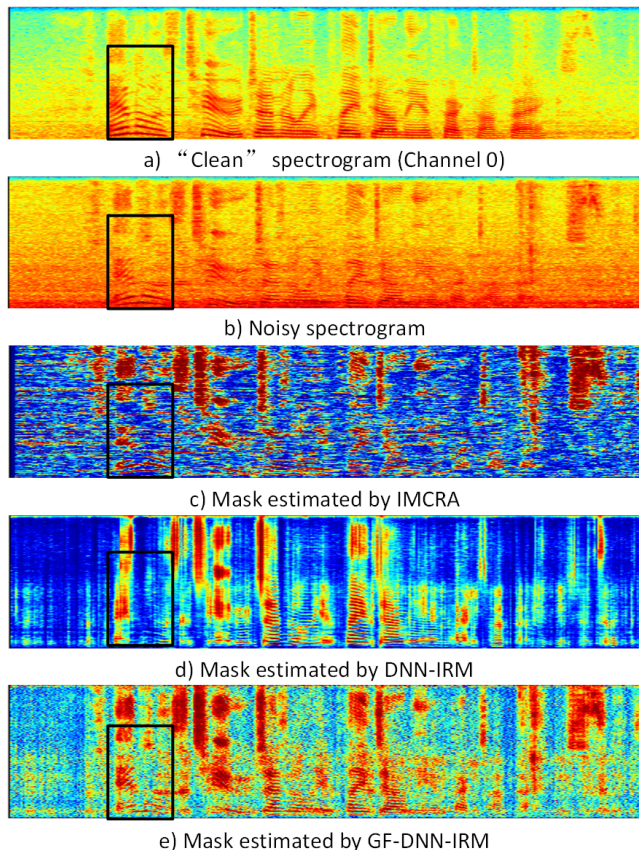 a) “Clean” spectrogram (Channel 0)
b) Noisy spectrogram
c) Mask estimated by IMCRA
d) Mask estimated by DNN-IRM
e) Mask estimated by GF-DNN-IRM